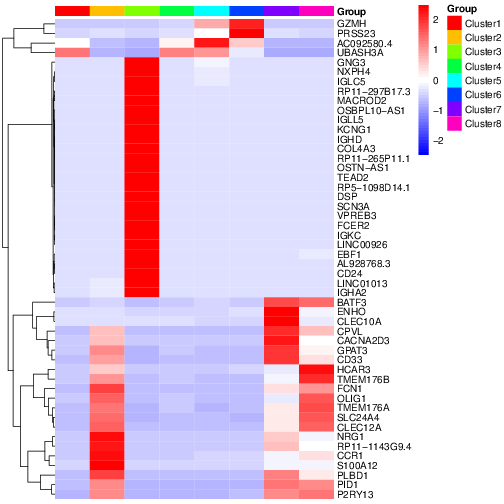 GZMH
PRSS23
AC092580.4
UBASH3A
GNG3
NXPH4
IGLC5
RP11-297B17.3
MACROD2
OSBPL10-AS1
IGLL5
KCNG1
IGHD
COL4A3
RP11-265P11.1
OSTN-AS1
TEAD2
RP5-1098D14.1
DSP
SCN3A
VPREB3
FCER2
IGKC
LINC00926
EBF1
AL928768.3
CD24
LINC01013
IGHA2
BATF3
ENHO
CLEC10A
CPVL
CACNA2D3
GPAT3
CD33
HCAR3
TMEM176B
FCN1
OLIG1
TMEM176A
SLC24A4
CLEC12A
NRG1
RP11-1143G9.4
CCR1
S100A12
PLBD1
PID1
P2RY13
2
1
0
−1
−2
Group
Group
Cluster1
Cluster2
Cluster3
Cluster4
Cluster5
Cluster6
Cluster7
Cluster8